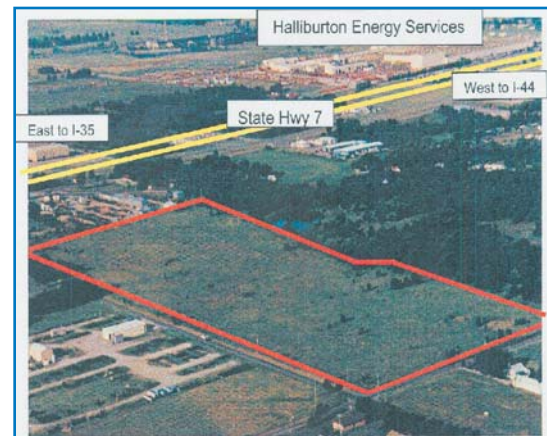 Halliburton Energy Services
West to I-44
State Hwy 7
East to I-35